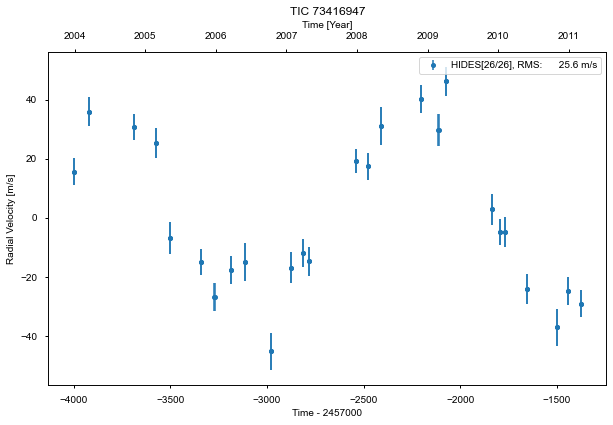 TIC 73416947
Time [Year]
2004 2005 2006 2007 2008 2009 2010 2011
HIDES[26/26], RMS: 25.6 m/s
Radial Velocity [m/s]
40
20
0
−20
−40
−4000 −3500 −3000 −2500 −2000 −1500
Time - 2457000